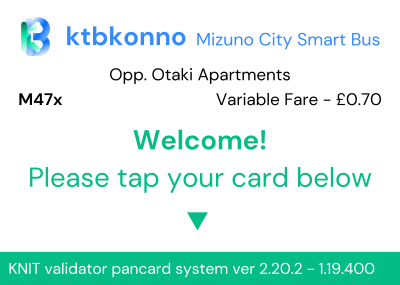 ktbkonno Mizuno City Smart Bus
Opp. Otaki Apartments
M47x Variable Fare - £0.70
Welcome!
Please tap your card below
KNIT validator pancard system ver 2.20.2 - 1.19.400